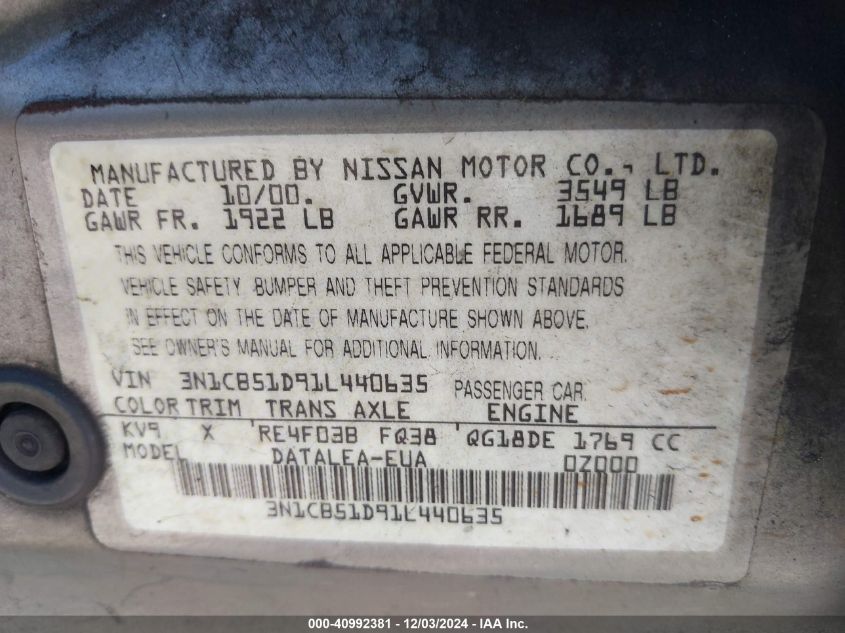 MANUFACTURED BY NISSAN MOTOR CO., LTD.
DATE 10/00. GVWR. 3549 LB
GAWR FR. 1922 LB GAWR RR. 1689 LB
THIS VEHICLE CONFORMS TO ALL APPLICABLE FEDERAL MOTOR.
VEHICLE SAFETY, BUMPER AND THEFT PREVENTION STANDARDS
IN EFFECT ON THE DATE OF MANUFACTURE SHOWN ABOVE.
SEE OWNER'S MANUAL FOR ADDITIONAL INFORMATION.
VIN 3N1CB51D91L440635 PASSENGER CAR.
COLOR TRIM TRANS AXLE ENGINE
KV9 X RE4F03B FQ38 QG18DE 1769 CC
MODEL DATALEA-EUA 0Z000
3N1CB51D91L440635
000-40992381 - 12/03/2024 - IAA Inc.